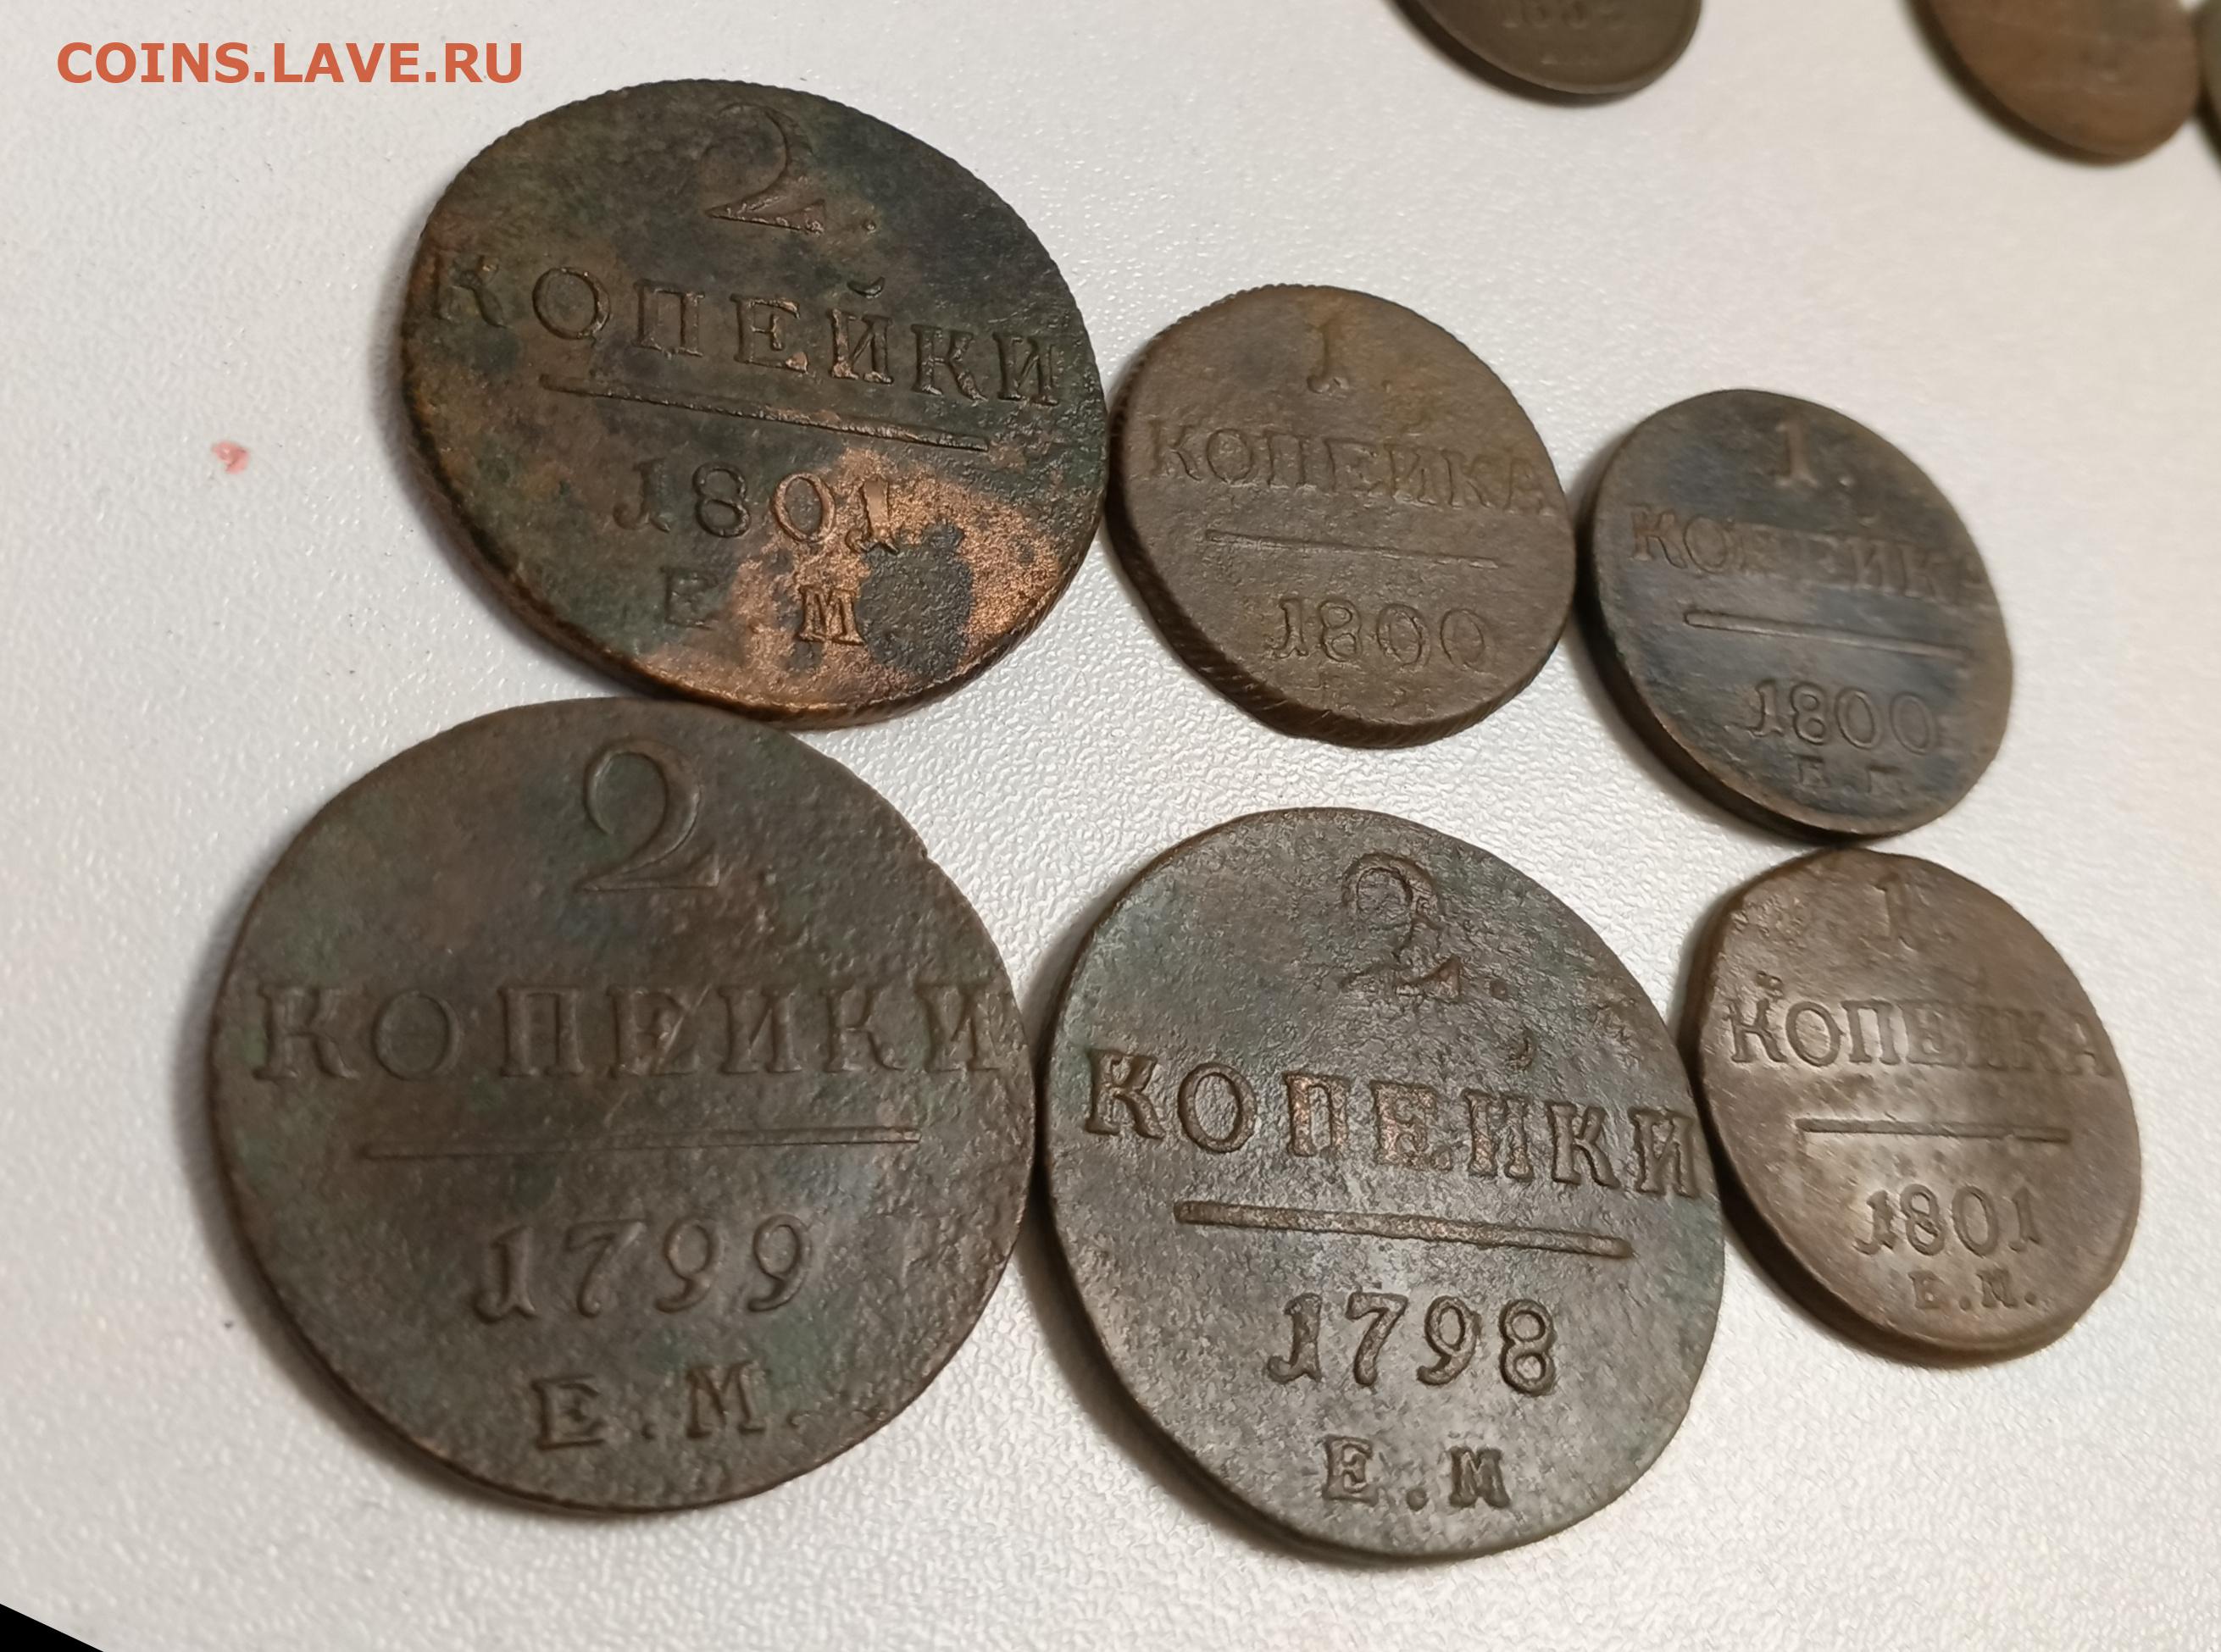 COINS.LAVE.RU
2.
КОПЕЙКИ
1801
Е М.
1.
КОПЕЙКА
1800
1.
КОПЕЙКА
1800
2
КОПЕИКИ
1799
Е.М.
2.
КОПЕЙКИ
1798
Е.М
1.
КОПЕЙКА
1801
Е.М.